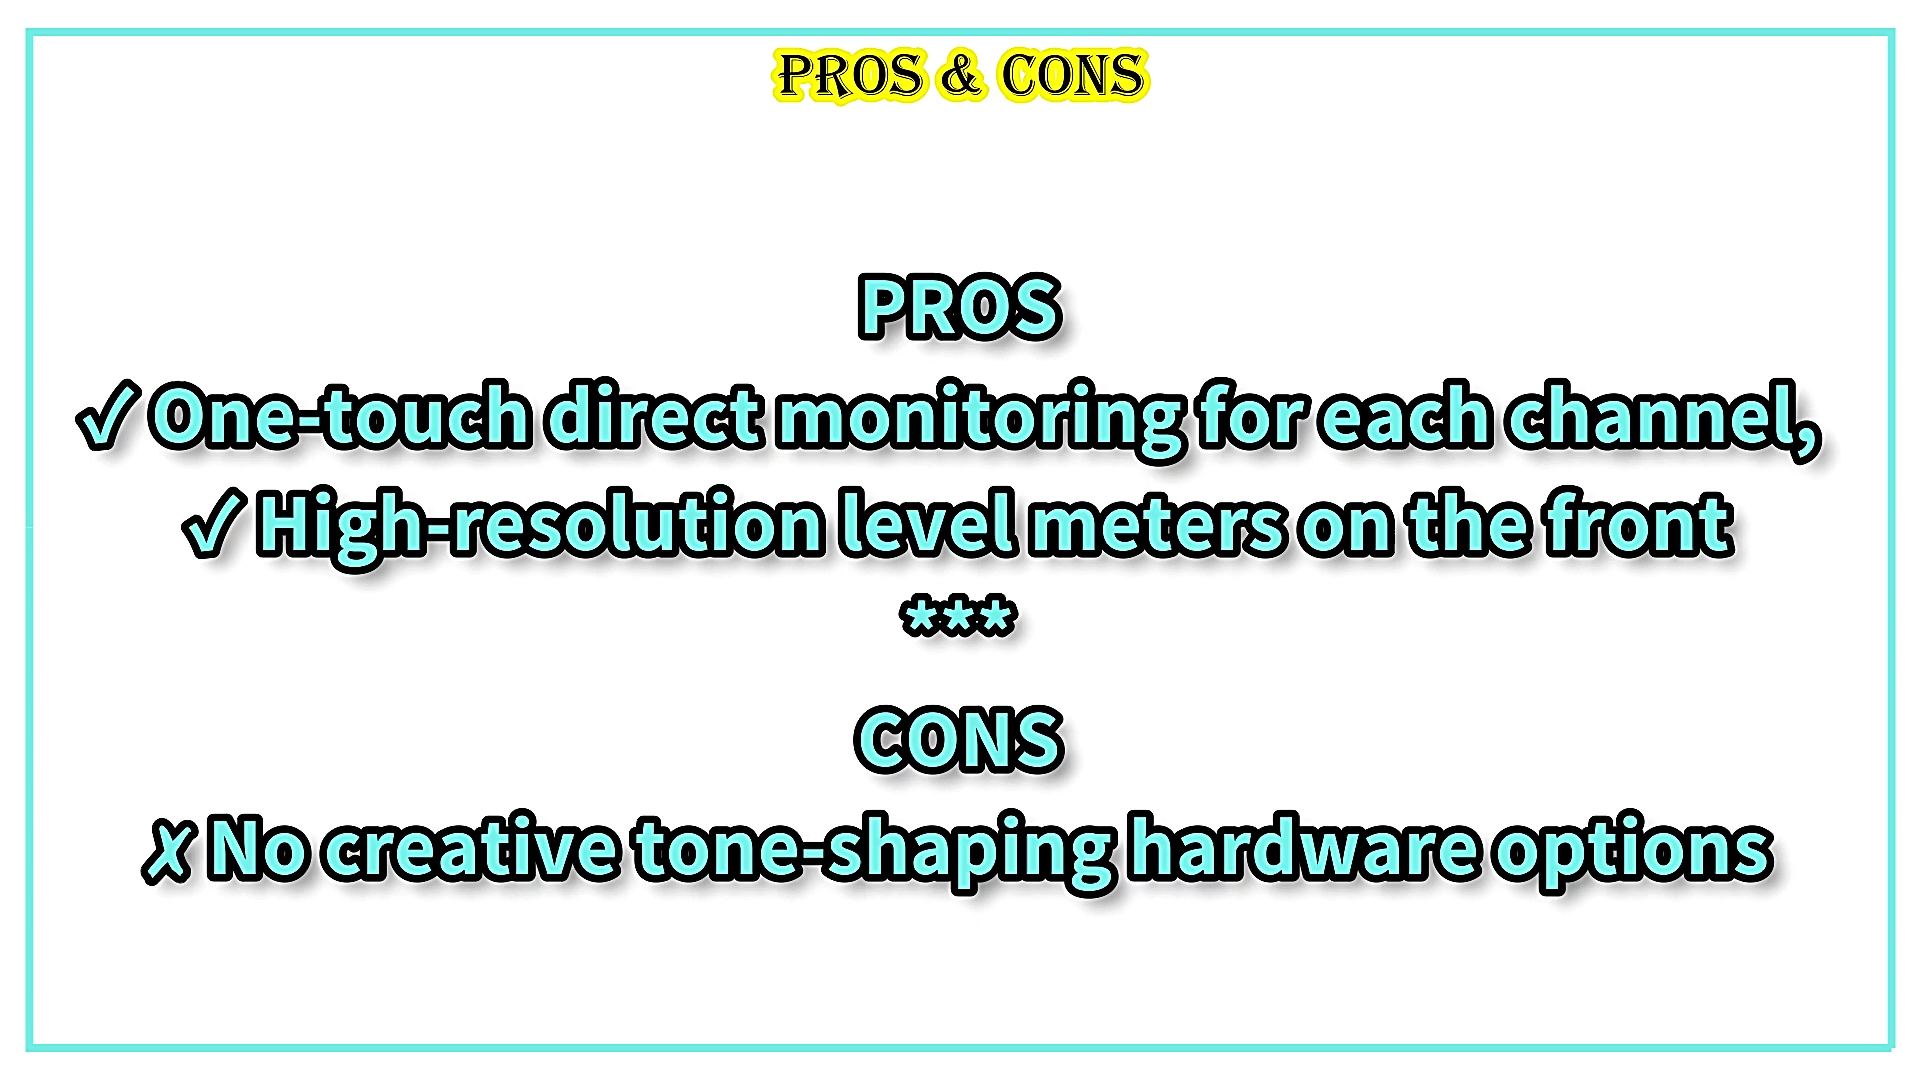 PROS & CONS
PROS
✓ One-touch direct monitoring for each channel,
✓ High-resolution level meters on the front
***
CONS
✗ No creative tone-shaping hardware options